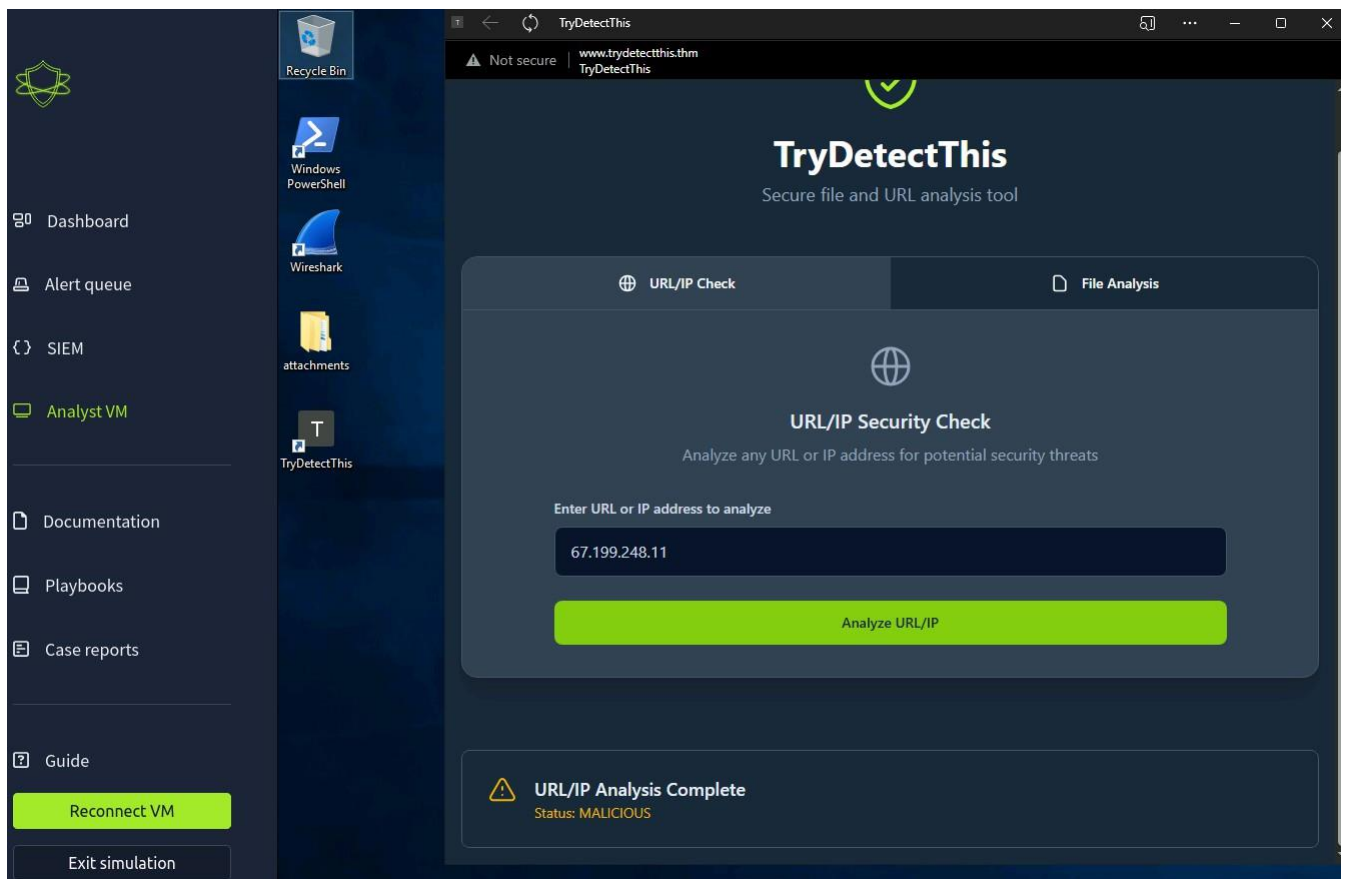 Dashboard
Alert queue
SIEM
Analyst VM
Documentation
Playbooks
Case reports
Guide
Reconnect VM
Exit simulation
Recycle Bin
Windows
PowerShell
Wireshark
attachments
T
TryDetectThis
T
TryDetectThis
Not secure
www.trydetectthis.thm
TryDetectThis
TryDetectThis
Secure file and URL analysis tool
URL/IP Check
File Analysis
URL/IP Security Check
Analyze any URL or IP address for potential security threats
Enter URL or IP address to analyze
67.199.248.11
Analyze URL/IP
URL/IP Analysis Complete
Status: MALICIOUS